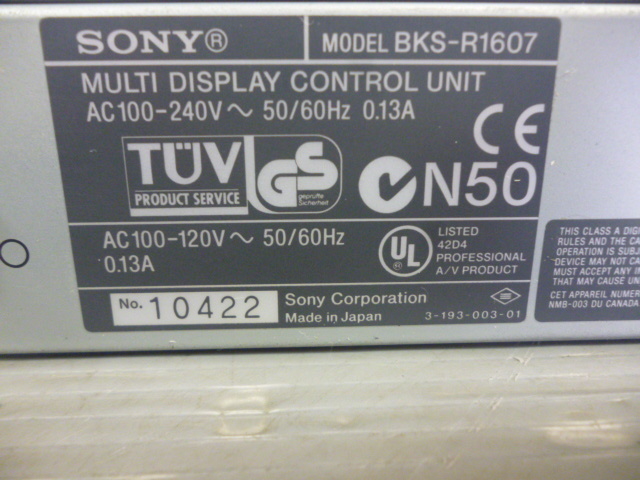 SONY® MODEL BKS-R1607
MULTI DISPLAY CONTROL UNIT
AC100-240V~ 50/60Hz 0.13A
CE
TÜV
PRODUCT SERVICE
GS
geprüfte
Sicherheit
N50
AC100-120V~ 50/60Hz
0.13A
UL®
LISTED
42D4
PROFESSIONAL
A/V PRODUCT
No. 10422
Sony Corporation
Made in Japan
3-193-003-01
THIS CLASS A DIG
RULES AND THE CA
OPERATION IS SUBJ
DEVICE MAY NOT CA
MUST ACCEPT ANY
THAT MAY CAUSE UN
CET APPAREIL NUMER
NMB-003 DU CANADA